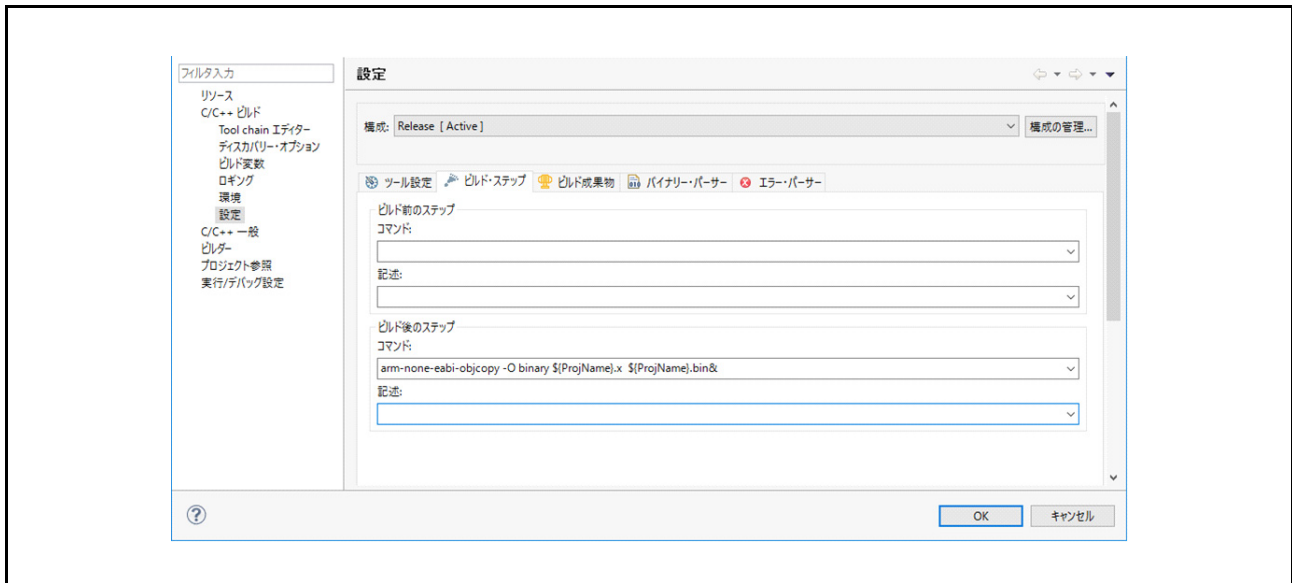 フィルタ入力
リソース
C/C++ ビルド
Tool chain エディター
ディスカバリー・オプション
ビルド変数
ロギング
環境
設定
C/C++ 一般
ビルダー
プロジェクト参照
実行/デバッグ設定
設定
構成: Release [ Active ] 構成の管理...
ツール設定 ビルド・ステップ ビルド成果物 バイナリー・パーサー エラー・パーサー
ビルド前のステップ
コマンド:
記述:
ビルド後のステップ
コマンド:
arm-none-eabi-objcopy -O binary ${ProjName}.x ${ProjName}.bin&
記述:
OK キャンセル